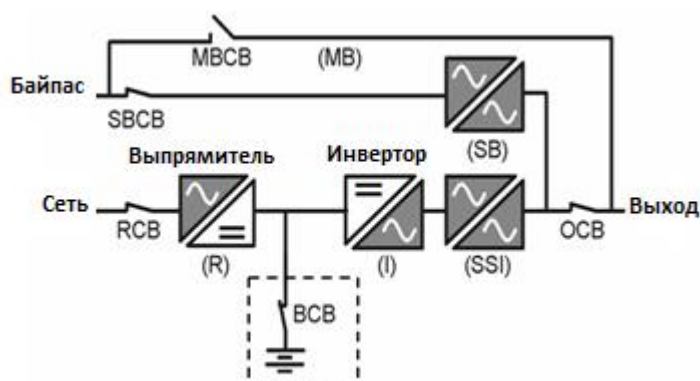 MBCB (MB)
Байпас
SBCB
(SB)
Выпрямитель Инвертор
Сеть Выход
RCB OCB
(R) (I) (SSI)
BCB